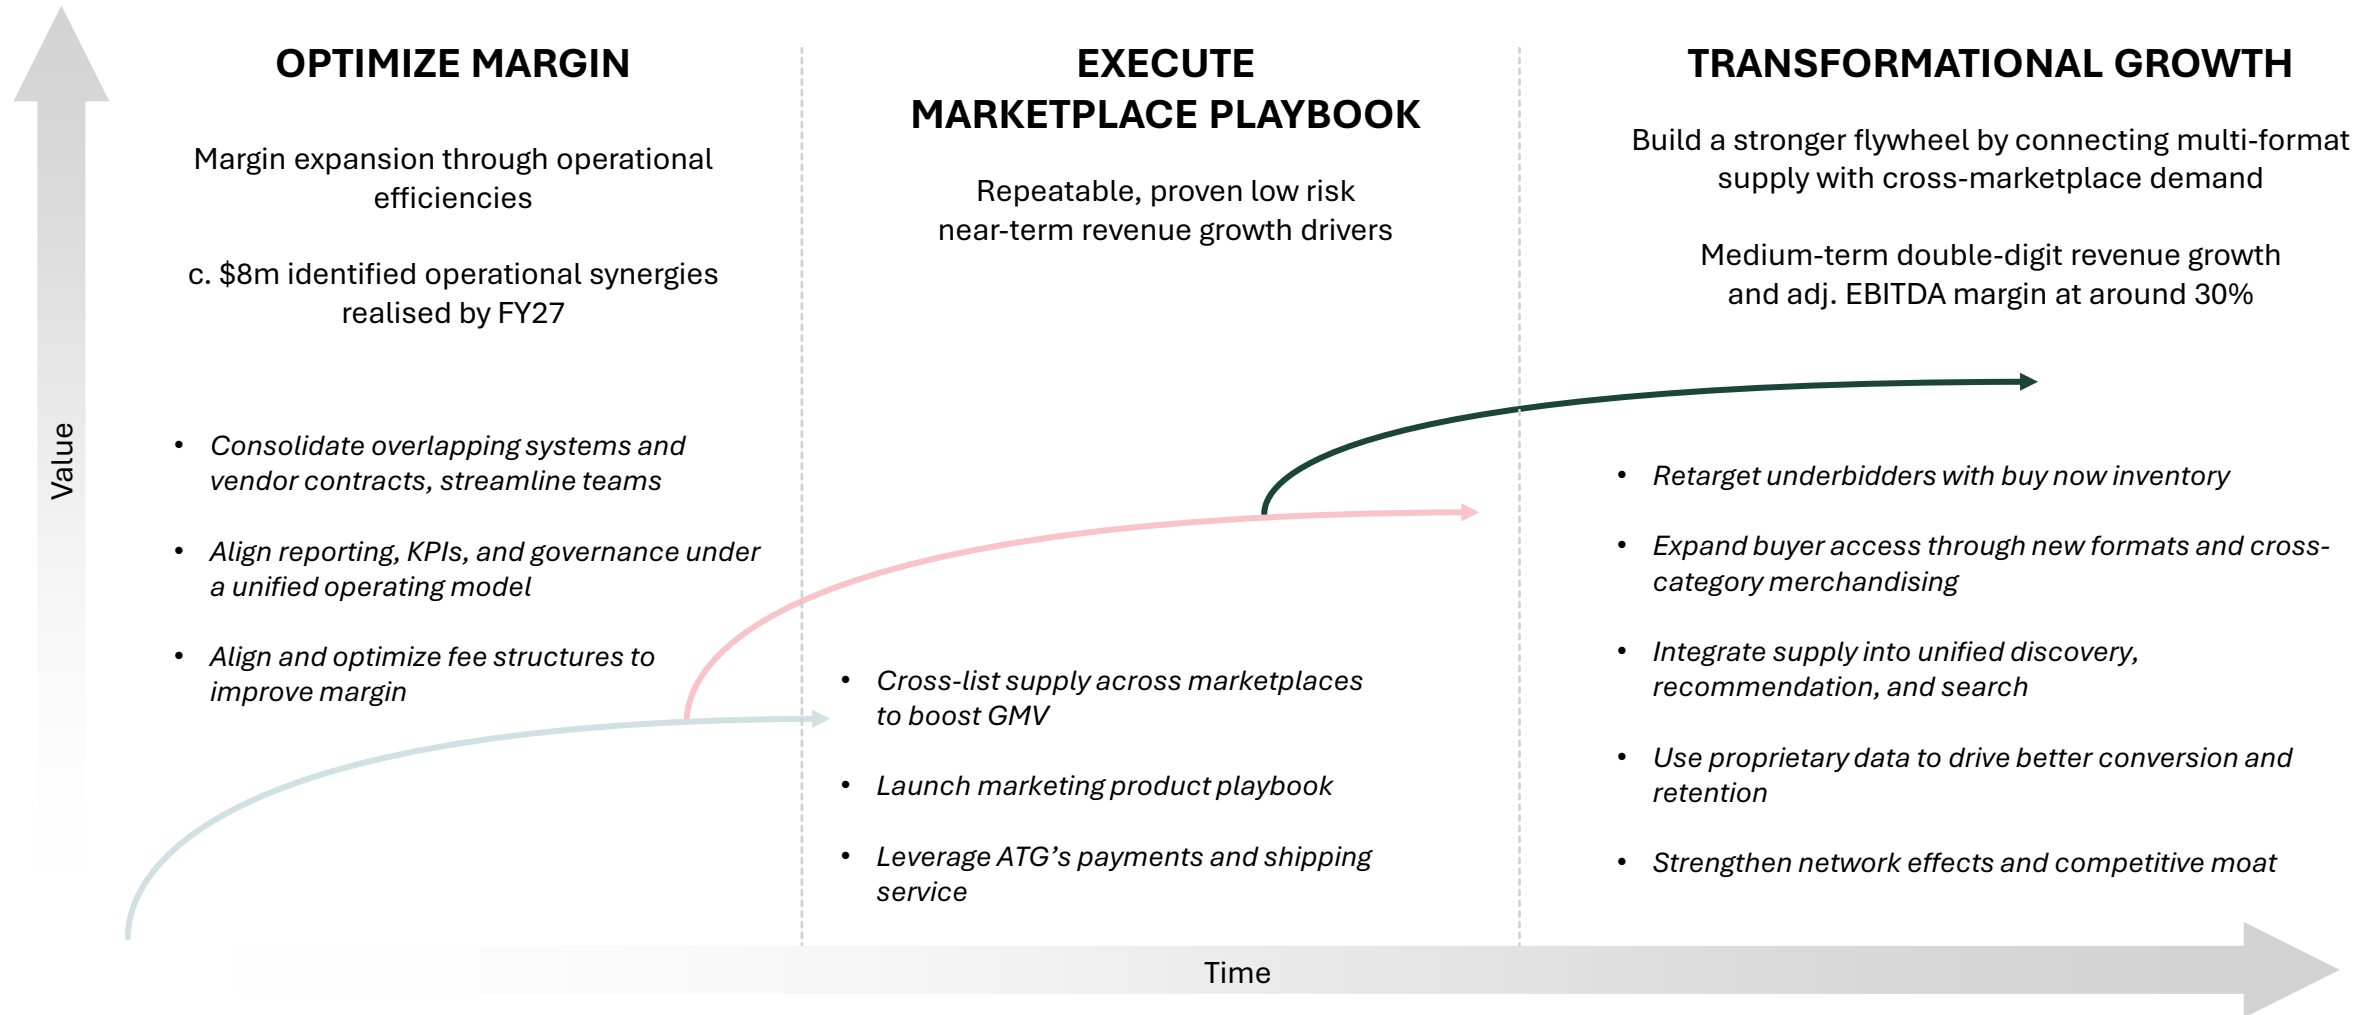 OPTIMIZE MARGIN
Margin expansion through operational
efficiencies
c. $8m identified operational synergies
realised by FY27
• Consolidate overlapping systems and
vendor contracts, streamline teams
• Align reporting, KPIs, and governance under
a unified operating model
• Align and optimize fee structures to
improve margin
EXECUTE
MARKETPLACE PLAYBOOK
Repeatable, proven low risk
near-term revenue growth drivers
• Cross-list supply across marketplaces
to boost GMV
• Launch marketing product playbook
• Leverage ATG’s payments and shipping
service
TRANSFORMATIONAL GROWTH
Build a stronger flywheel by connecting multi-format
supply with cross-marketplace demand
Medium-term double-digit revenue growth
and adj. EBITDA margin at around 30%
• Retarget underbidders with buy now inventory
• Expand buyer access through new formats and cross-
category merchandising
• Integrate supply into unified discovery,
recommendation, and search
• Use proprietary data to drive better conversion and
retention
• Strengthen network effects and competitive moat
Value
Time